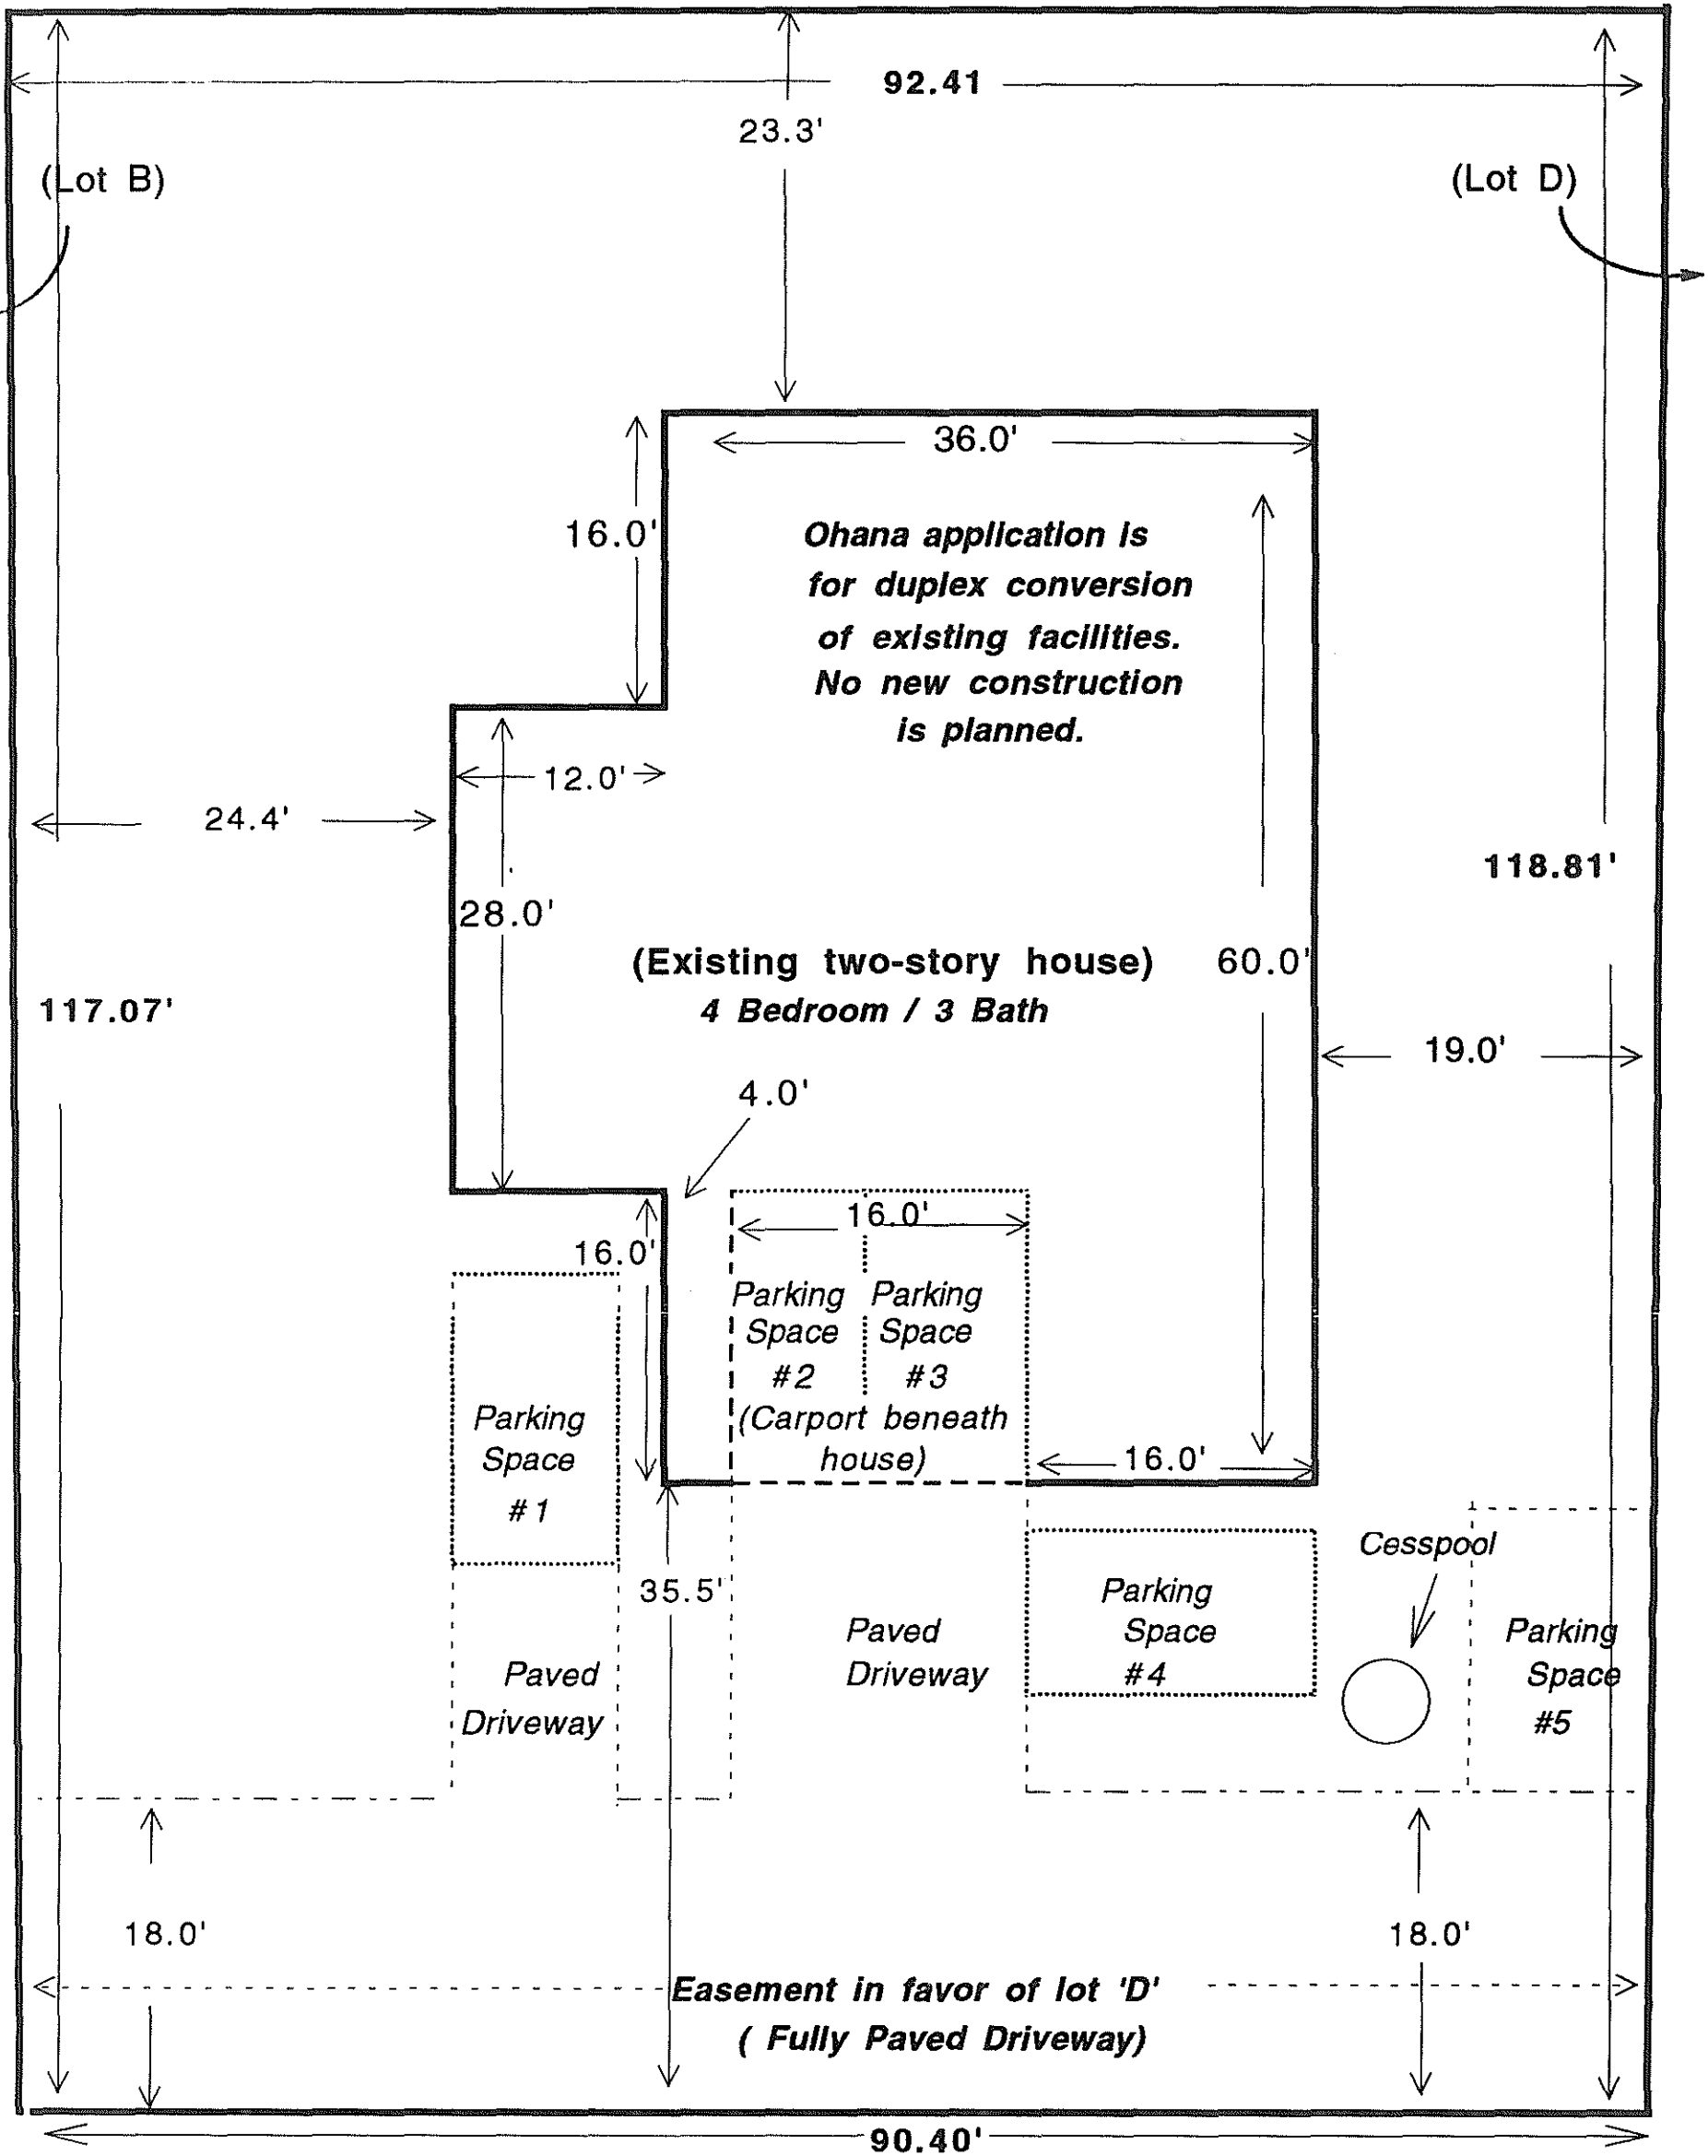 92.41
23.3'
(Lot B)
(Lot D)
36.0'
16.0'
Ohana application is
for duplex conversion
of existing facilities.
No new construction
is planned.
12.0'
24.4'
118.81'
28.0'
(Existing two-story house)
60.0'
4 Bedroom / 3 Bath
117.07'
19.0'
4.0'
16.0'
16.0'
Parking
Space
#2
Parking
Space
#3
(Carport beneath
house)
Parking
Space
#1
16.0'
Cesspool
35.5'
Parking
Space
#4
Paved
Driveway
Parking
Space
#5
Paved
Driveway
18.0'
18.0'
Easement in favor of lot 'D'
( Fully Paved Driveway)
90.40'